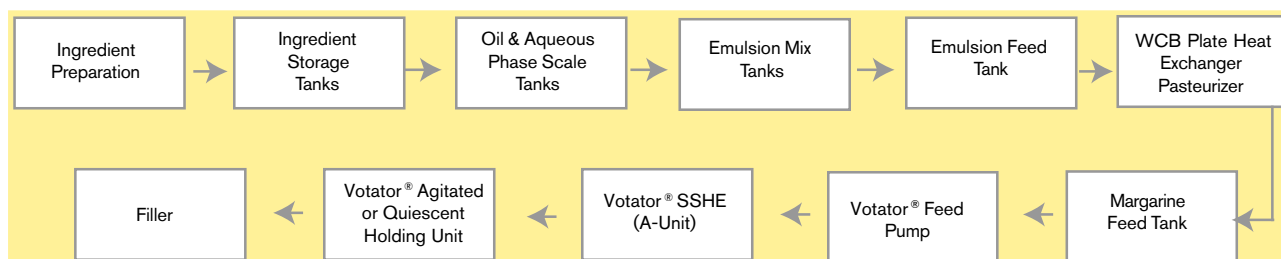 Ingredient
Preparation
Ingredient
Storage
Tanks
Oil & Aqueous
Phase Scale
Tanks
Emulsion Mix
Tanks
Emulsion Feed
Tank
WCB Plate Heat
Exchanger
Pasteurizer
Margarine
Feed Tank
Votator® Feed
Pump
Votator® SSHE
(A-Unit)
Votator® Agitated
or Quiescent
Holding Unit
Filler